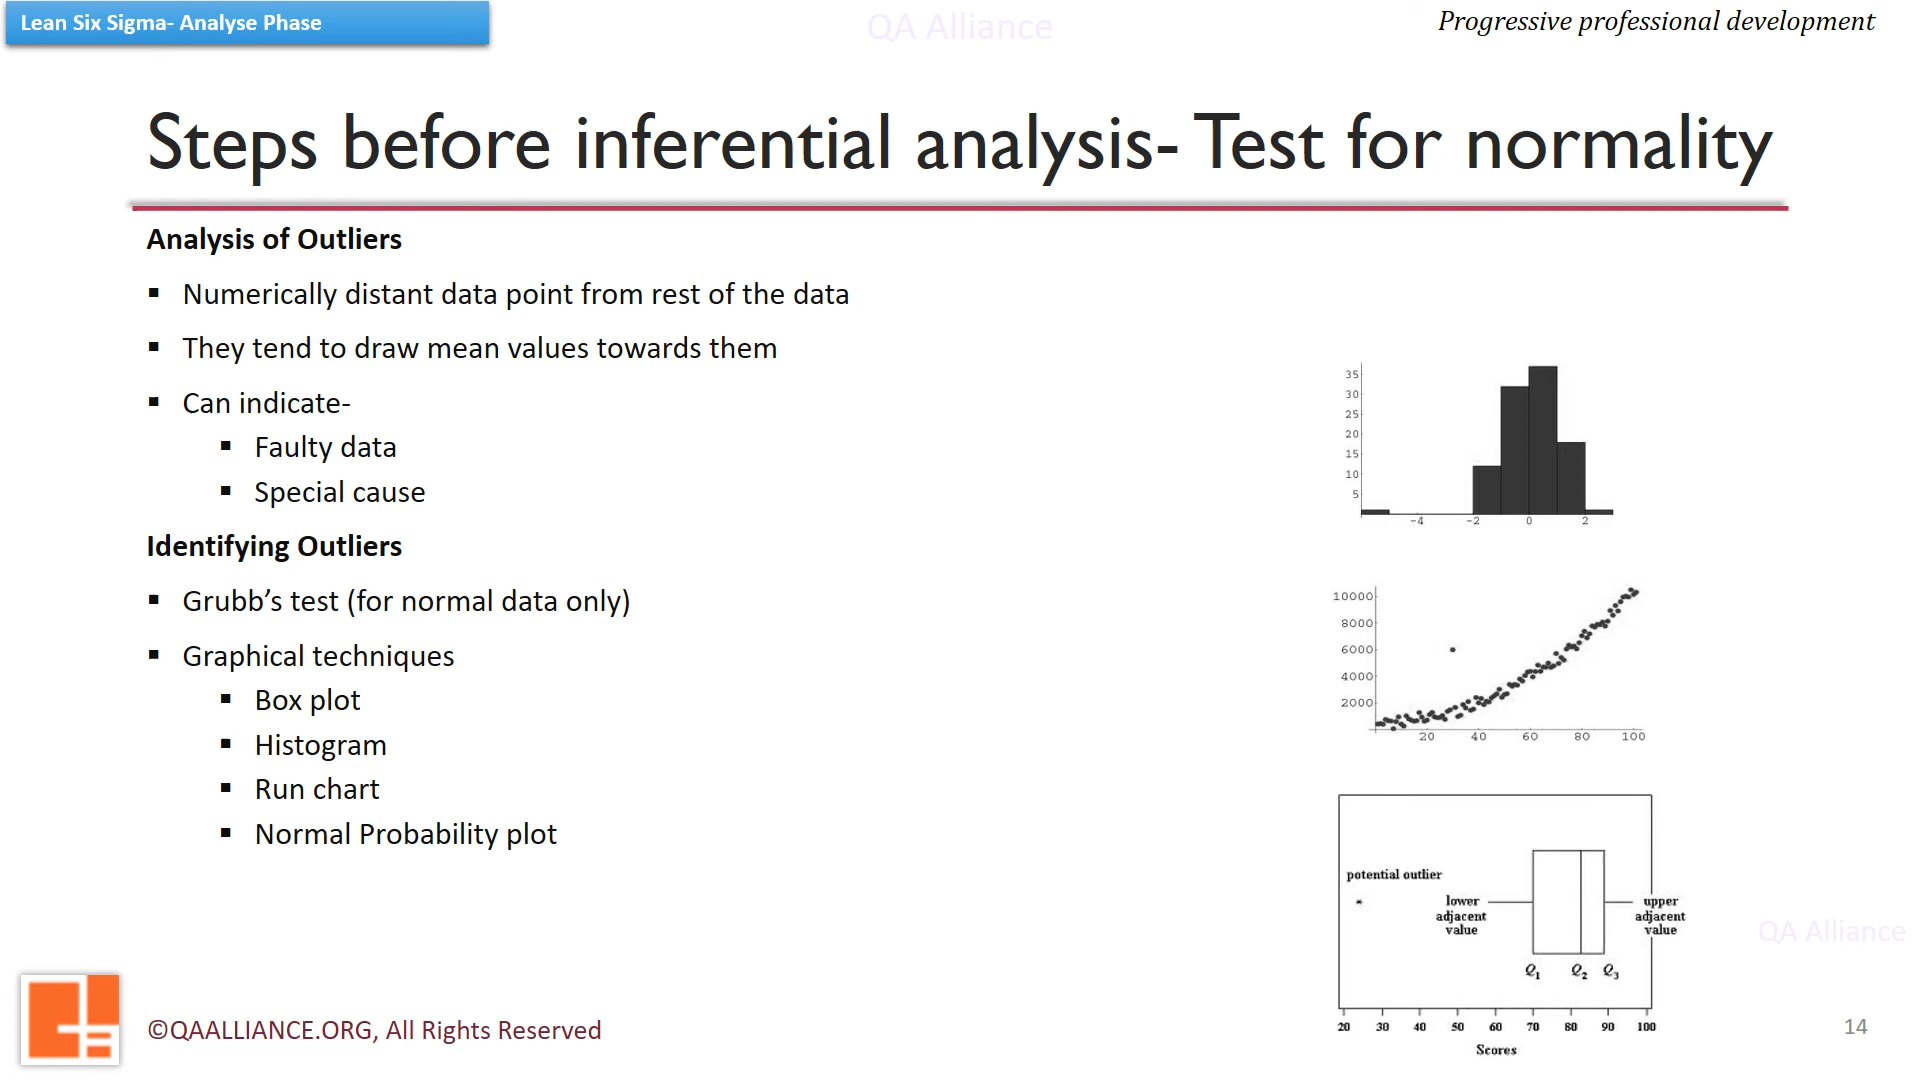 Lean Six Sigma- Analyse Phase
QA Alliance
Progressive professional development
Steps before inferential analysis- Test for normality
Analysis of Outliers
▪ Numerically distant data point from rest of the data
▪ They tend to draw mean values towards them
▪ Can indicate-
▪ Faulty data
▪ Special cause
Identifying Outliers
▪ Grubb’s test (for normal data only)
▪ Graphical techniques
▪ Box plot
▪ Histogram
▪ Run chart
▪ Normal Probability plot
35
30
25
20
15
10
5
-4 -2 0 2
10000
8000
6000
4000
2000
20 40 60 80 100
potential outlier
*
lower
adjacent
value
upper
adjacent
value
Q1 Q2 Q3
20 30 40 50 60 70 80 90 100
Scores
QA Alliance
©QAALLIANCE.ORG, All Rights Reserved
14